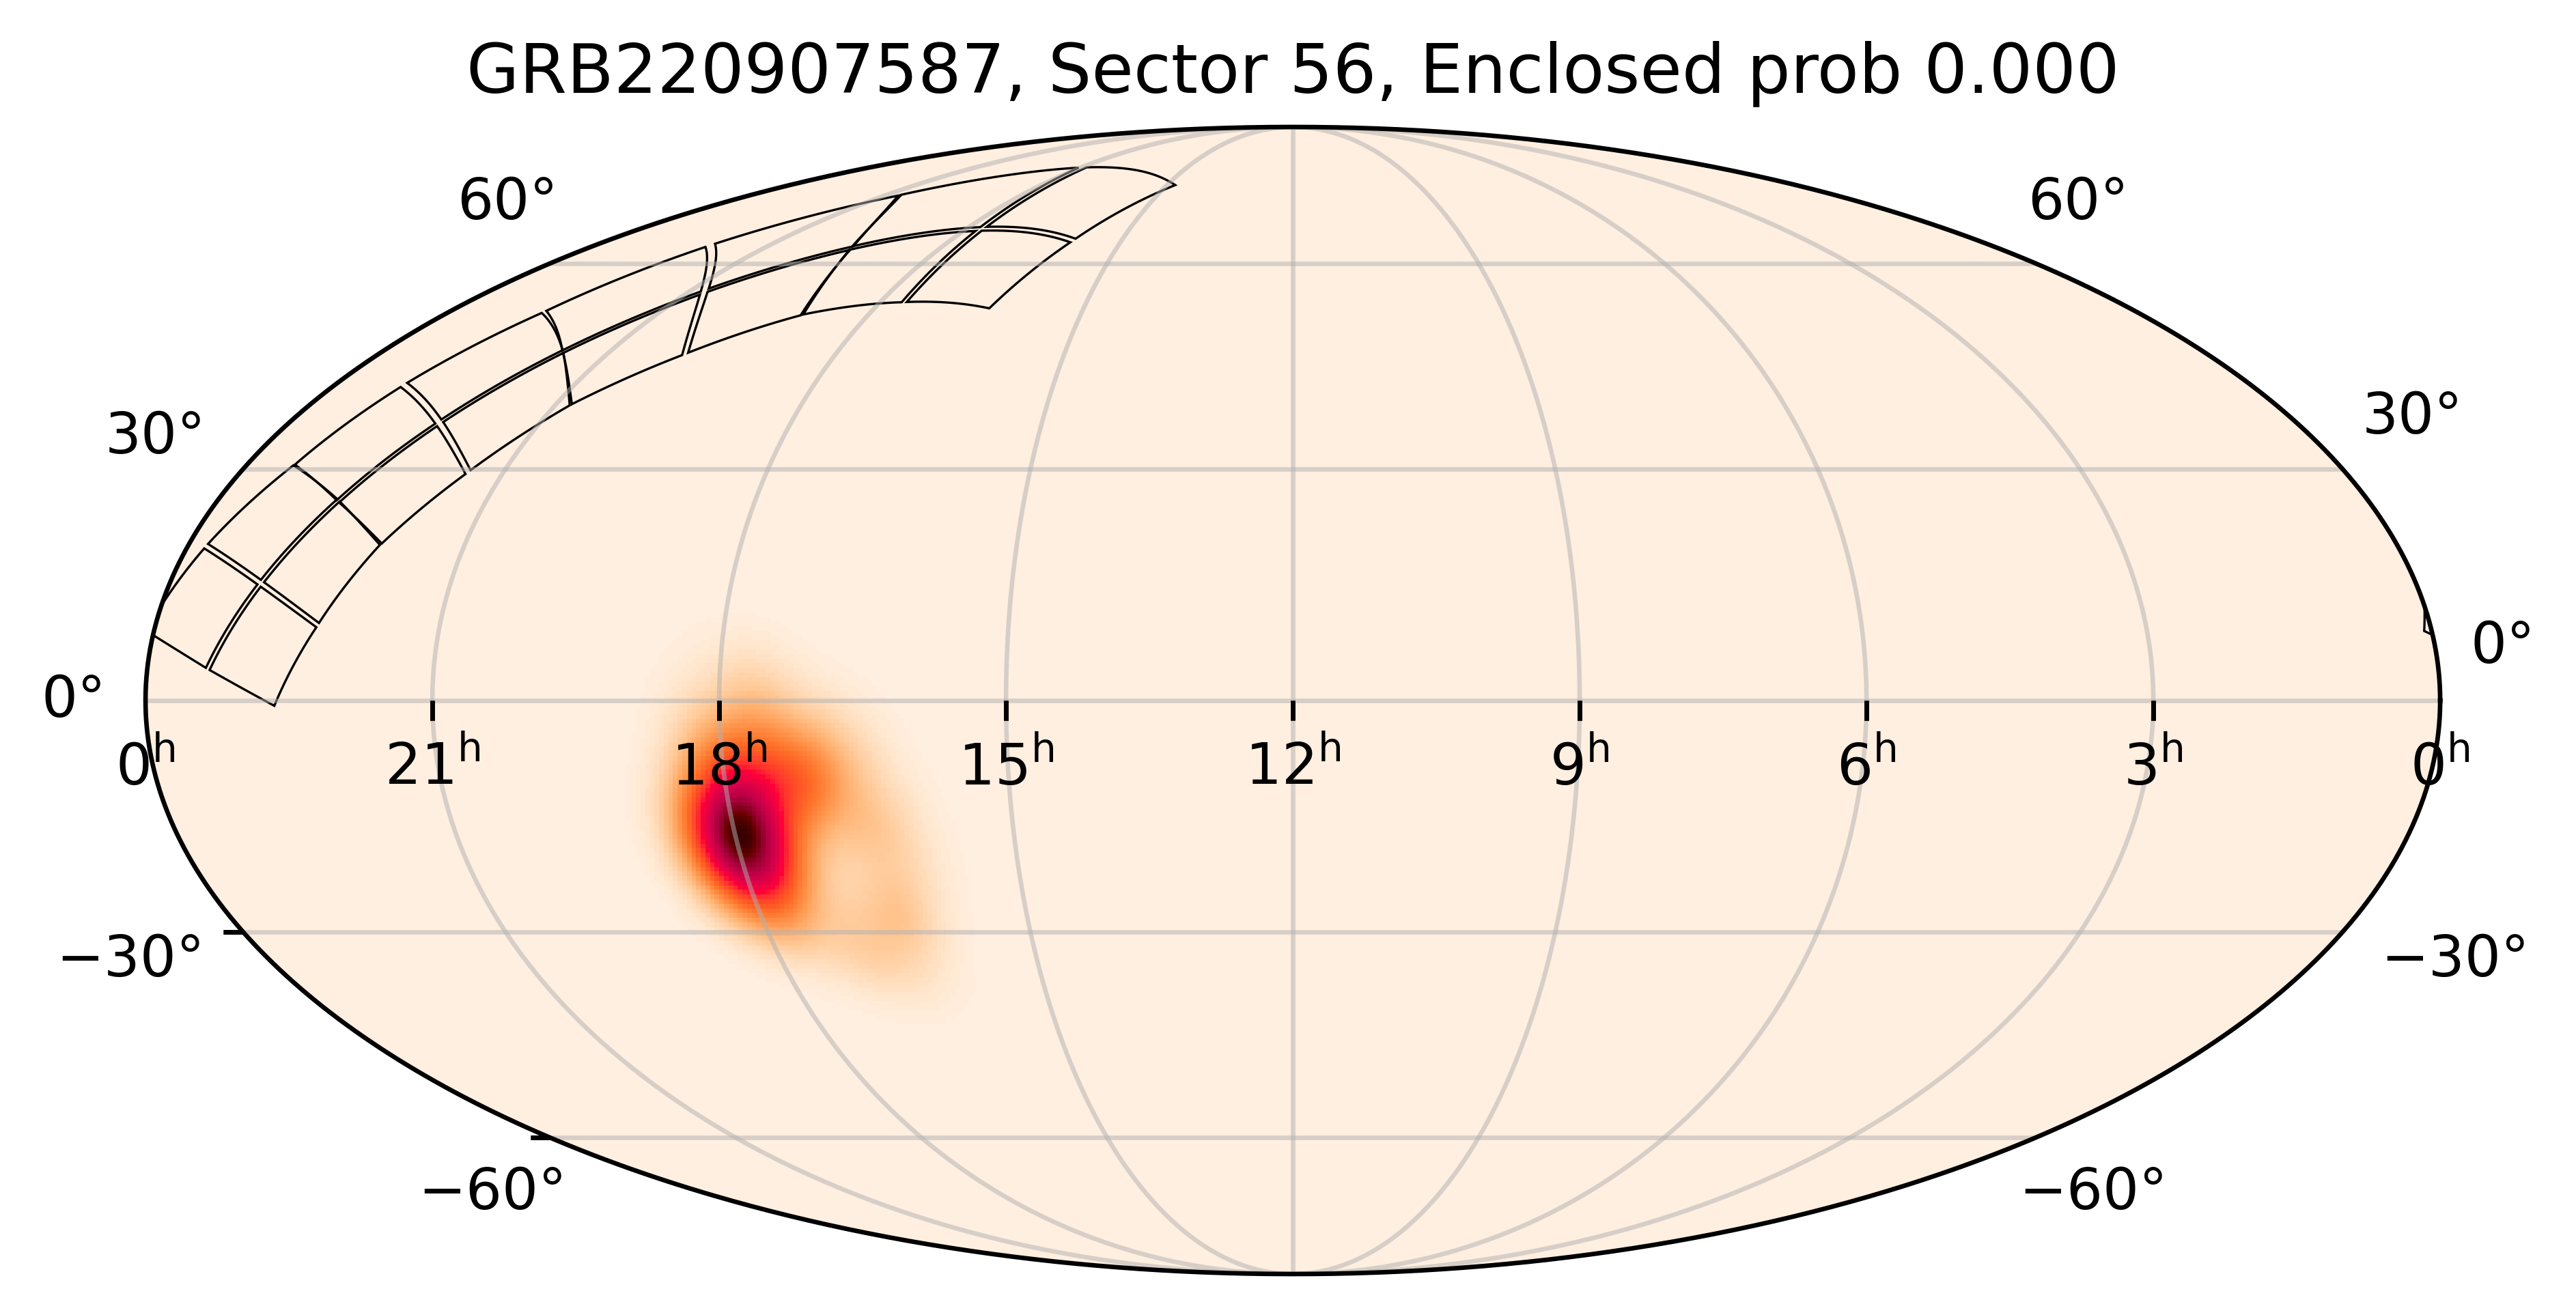 GRB220907587, Sector 56, Enclosed prob 0.000
60° 60°
30° 30°
0° 0°
0ʰ 21ʰ 18ʰ 15ʰ 12ʰ 9ʰ 6ʰ 3ʰ 0ʰ
−30° −30°
−60° −60°